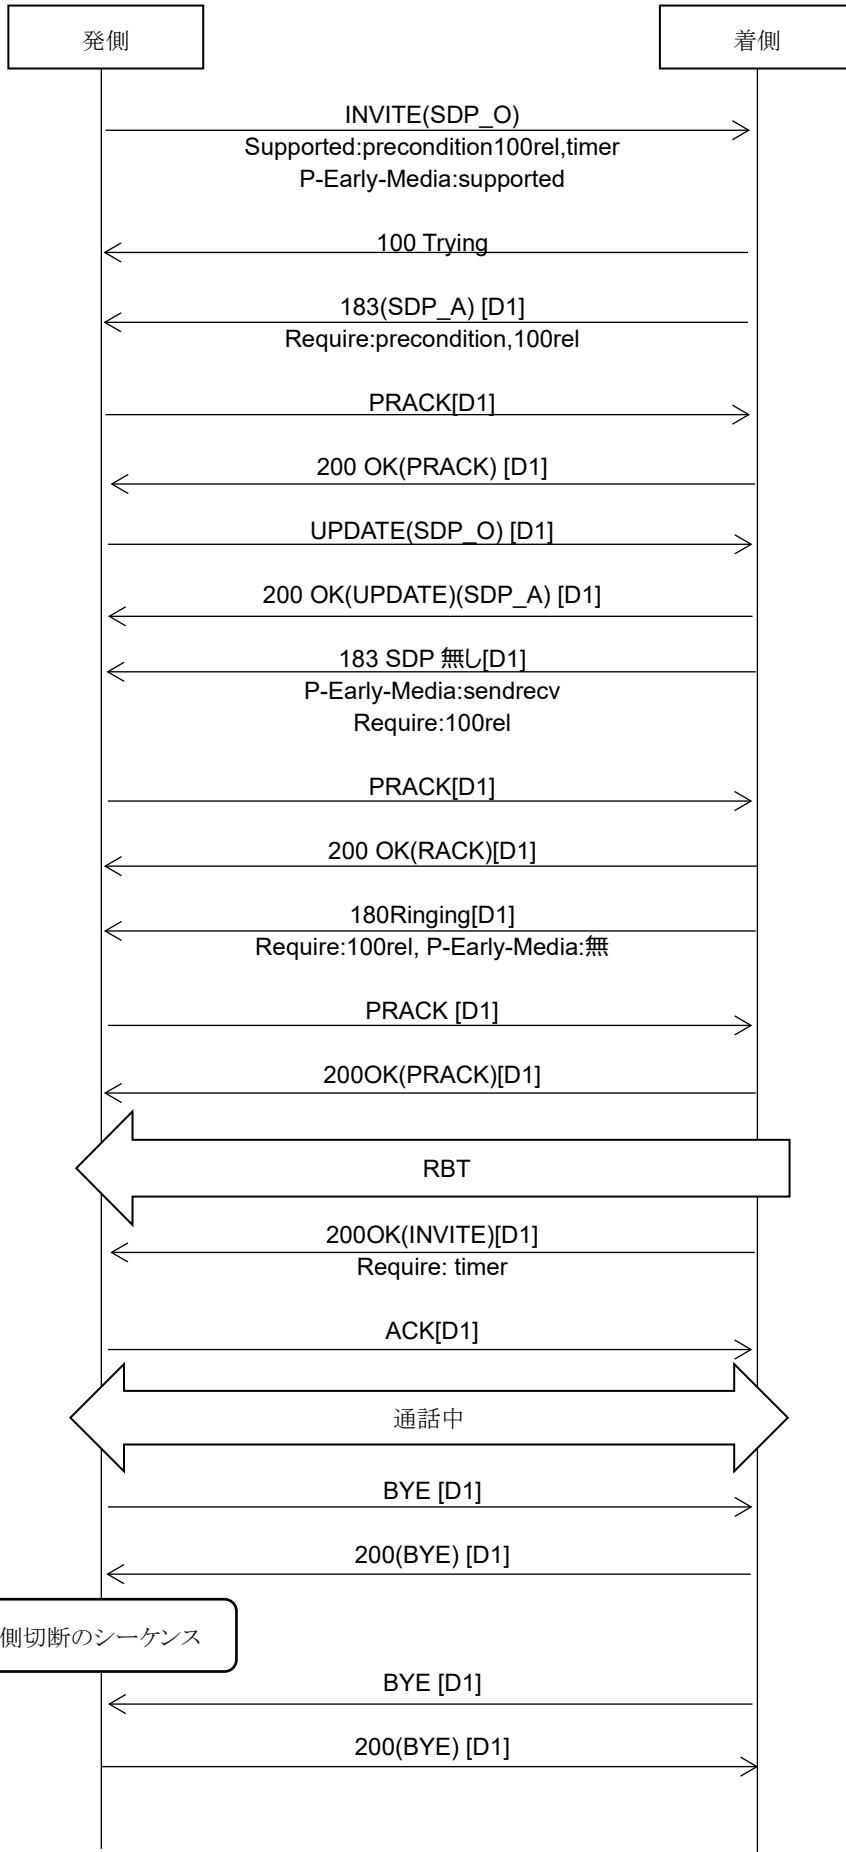 発側
着側
INVITE(SDP_O)
Supported:precondition100rel,timer
P-Early-Media:supported
100 Trying
183(SDP_A) [D1]
Require:precondition,100rel
PRACK[D1]
200 OK(PRACK) [D1]
UPDATE(SDP_O) [D1]
200 OK(UPDATE)(SDP_A) [D1]
183 SDP 無し[D1]
P-Early-Media:sendrecv
Require:100rel
PRACK[D1]
200 OK(RACK)[D1]
180Ringing[D1]
Require:100rel, P-Early-Media:無
PRACK [D1]
200OK(PRACK)[D1]
RBT
200OK(INVITE)[D1]
Require: timer
ACK[D1]
通話中
BYE [D1]
200(BYE) [D1]
側切断のシーケンス
BYE [D1]
200(BYE) [D1]